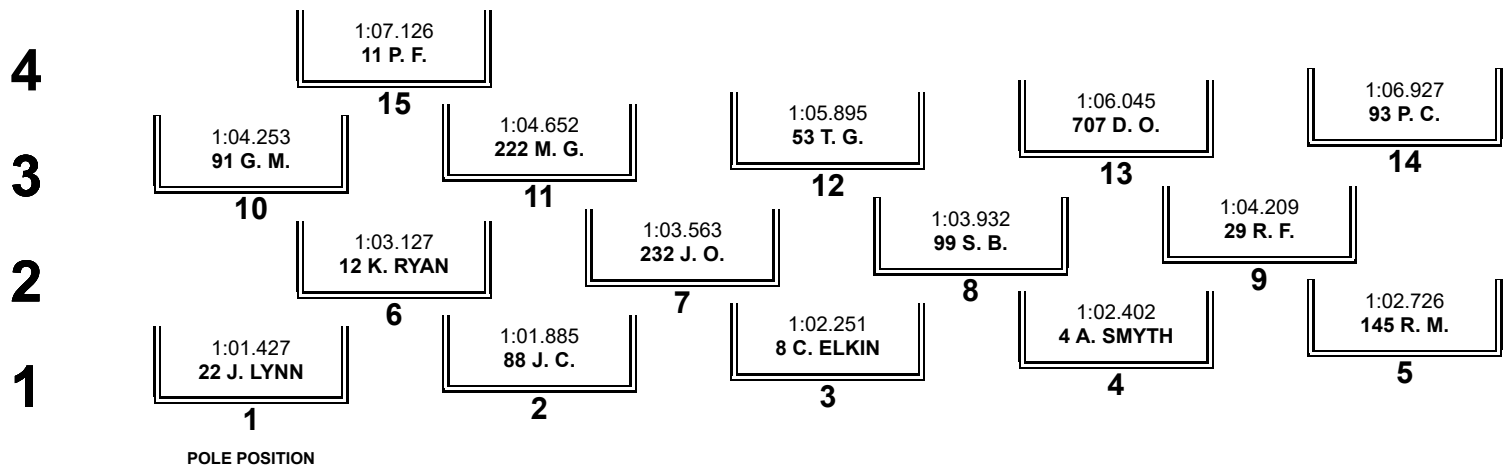 4
1:07.126
11 P. F.
15
1:06.045
707 D. O.
13
1:06.927
93 P. C.
14
3
1:04.253
91 G. M.
10
1:04.652
222 M. G.
11
1:05.895
53 T. G.
12
2
1:03.127
12 K. RYAN
6
1:03.563
232 J. O.
7
1:03.932
99 S. B.
8
1:04.209
29 R. F.
9
1
1:01.427
22 J. LYNN
1
1:01.885
88 J. C.
2
1:02.251
8 C. ELKIN
3
1:02.402
4 A. SMYTH
4
1:02.726
145 R. M.
5
POLE POSITION